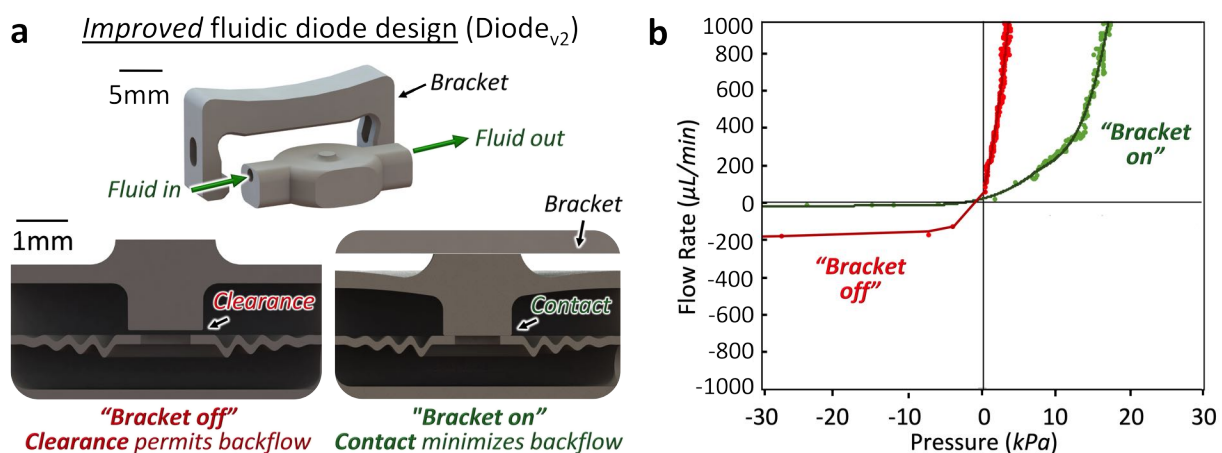 a
Improved fluidic diode design (Diodev2)
5mm
Bracket
Fluid out
Fluid in
Bracket
1mm
Clearance
Contact
“Bracket off”
Clearance permits backflow
"Bracket on”
Contact minimizes backflow
b
1000
800
600
400
200
0
-200
-400
-600
-800
-1000
Flow Rate (µL/min)
“Bracket
on”
“Bracket
off”
-30
-20
-10
0
10
20
30
Pressure (kPa)